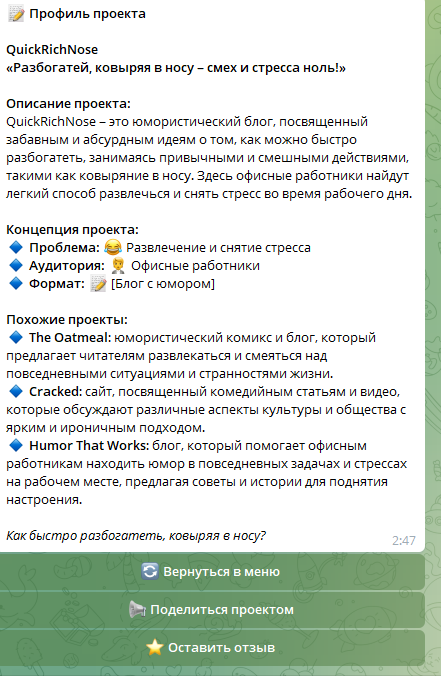 📝 Профиль проекта
QuickRichNose
«Разбогатей, ковыряя в носу – смех и стресса ноль!»
Описание проекта:
QuickRichNose – это юмористический блог, посвященный
забавным и абсурдным идеям о том, как можно быстро
разбогатеть, занимаясь привычными и смешными действиями,
такими как ковыряние в носу. Здесь офисные работники найдут
легкий способ развлечься и снять стресс во время рабочего дня.
Концепция проекта:
🔹 Проблема: 😂 Развлечение и снятие стресса
🔹 Аудитория: 🤵 Офисные работники
🔹 Формат: 📝 [Блог с юмором]
Похожие проекты:
🔹 The Oatmeal: юмористический комикс и блог, который
предлагает читателям развлекаться и смеяться над
повседневными ситуациями и странностями жизни.
🔹 Cracked: сайт, посвященный комедийным статьям и видео,
которые обсуждают различные аспекты культуры и общества с
ярким и ироничным подходом.
🔹 Humor That Works: блог, который помогает офисным
работникам находить юмор в повседневных задачах и стрессах
на рабочем месте, предлагая советы и истории для поднятия
настроения.
Как быстро разбогатеть, ковыряя в носу?
2:47
🔄 Вернуться в меню
📢 Поделиться проектом
⭐ Оставить отзыв